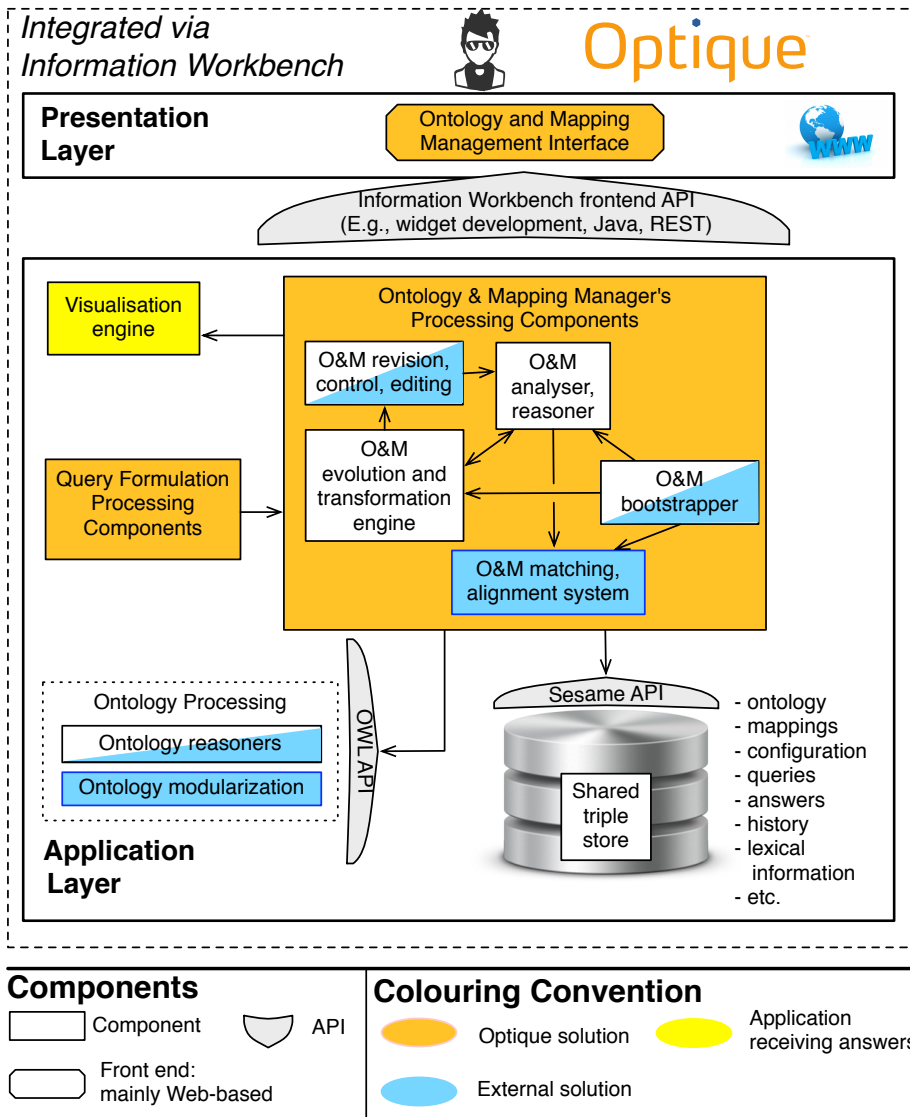 Integrated via
Information Workbench
Optique
Presentation
Layer
Ontology and Mapping
Management Interface
WWW
Information Workbench frontend API
(E.g., widget development, Java, REST)
Visualisation
engine
Ontology & Mapping Manager's
Processing Components
O&M revision,
control, editing
O&M
analyser,
reasoner
O&M
evolution and
transformation
engine
Query Formulation
Processing
Components
O&M
bootstrapper
O&M matching,
alignment system
Ontology Processing
Ontology reasoners
Ontology modularization
OWL API
Sesame API
Shared
triple
store
- ontology
- mappings
- configuration
- queries
- answers
- history
- lexical
information
- etc.
Application
Layer
Components
Component
API
Front end:
mainly Web-based
Colouring Convention
Optique solution
Application
receiving answers
External solution